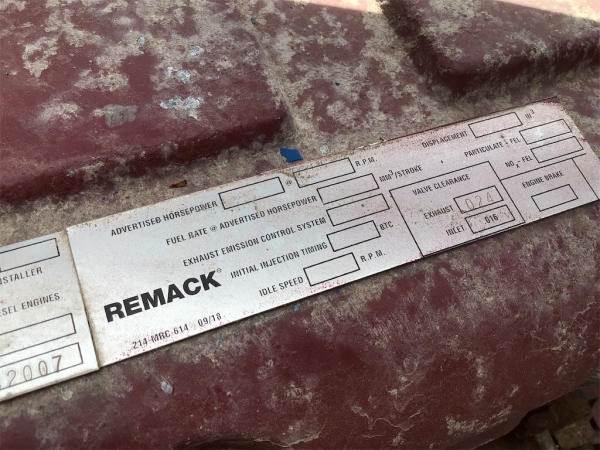 NSTALLER
ESEL ENGINES
2007
ADVERTISED HORSEPOWER @ R.P.M.
FUEL RATE @ ADVERTISED HORSEPOWER MM³/STROKE
EXHAUST EMISSION CONTROL SYSTEM
INITIAL INJECTION TIMING BTC
IDLE SPEED R.P.M.
REMACK®
214-MRC-614 09/18
DISPLACEMENT IN³
PARTICULATE - FEL
NOₓ FEL
VALVE CLEARANCE
EXHAUST 024
INLET 016
ENGINE BRAKE